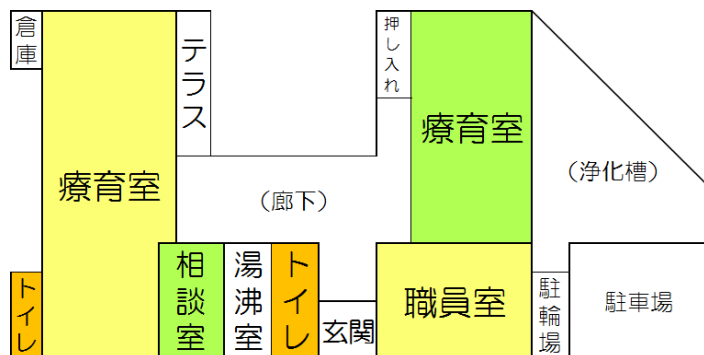 倉庫
テラス
押し入れ
療育室
療育室
（浄化槽）
（廊下）
トイレ
相談室
湯沸室
トイレ
玄関
職員室
駐輪場
駐車場